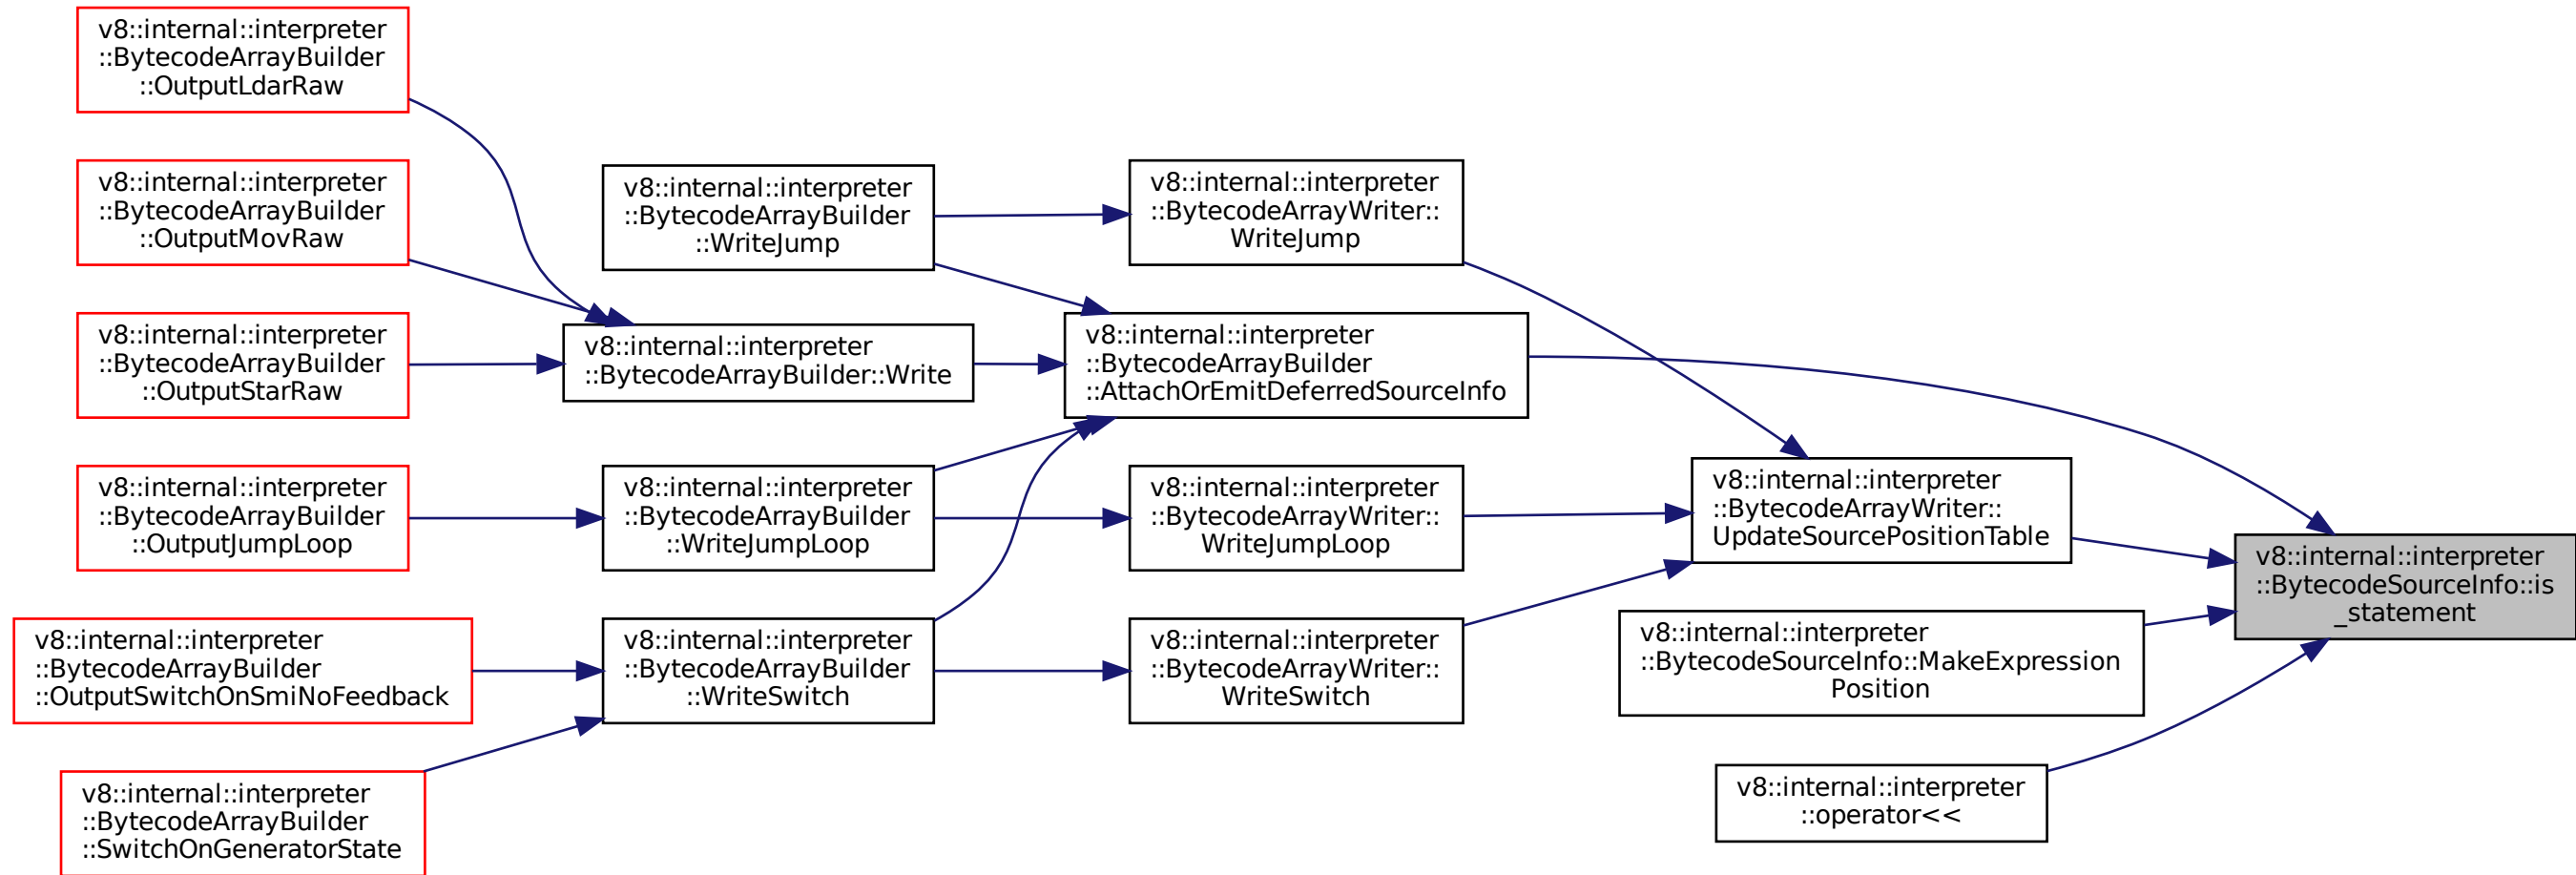 v8::internal::interpreter
::BytecodeArrayBuilder
::OutputLdarRaw
v8::internal::interpreter
::BytecodeArrayBuilder
::OutputMovRaw
v8::internal::interpreter
::BytecodeArrayBuilder
::OutputStarRaw
v8::internal::interpreter
::BytecodeArrayBuilder
::OutputJumpLoop
v8::internal::interpreter
::BytecodeArrayBuilder
::OutputSwitchOnSmiNoFeedback
v8::internal::interpreter
::BytecodeArrayBuilder
::SwitchOnGeneratorState
v8::internal::interpreter
::BytecodeArrayBuilder
::WriteJump
v8::internal::interpreter
::BytecodeArrayBuilder::Write
v8::internal::interpreter
::BytecodeArrayBuilder
::WriteJumpLoop
v8::internal::interpreter
::BytecodeArrayBuilder
::WriteSwitch
v8::internal::interpreter
::BytecodeArrayWriter::
WriteJump
v8::internal::interpreter
::BytecodeArrayBuilder
::AttachOrEmitDeferredSourceInfo
v8::internal::interpreter
::BytecodeArrayWriter::
WriteJumpLoop
v8::internal::interpreter
::BytecodeArrayWriter::
WriteSwitch
v8::internal::interpreter
::BytecodeArrayWriter::
UpdateSourcePositionTable
v8::internal::interpreter
::BytecodeSourceInfo::MakeExpression
Position
v8::internal::interpreter
::operator<<
v8::internal::interpreter
::BytecodeSourceInfo::is
_statement